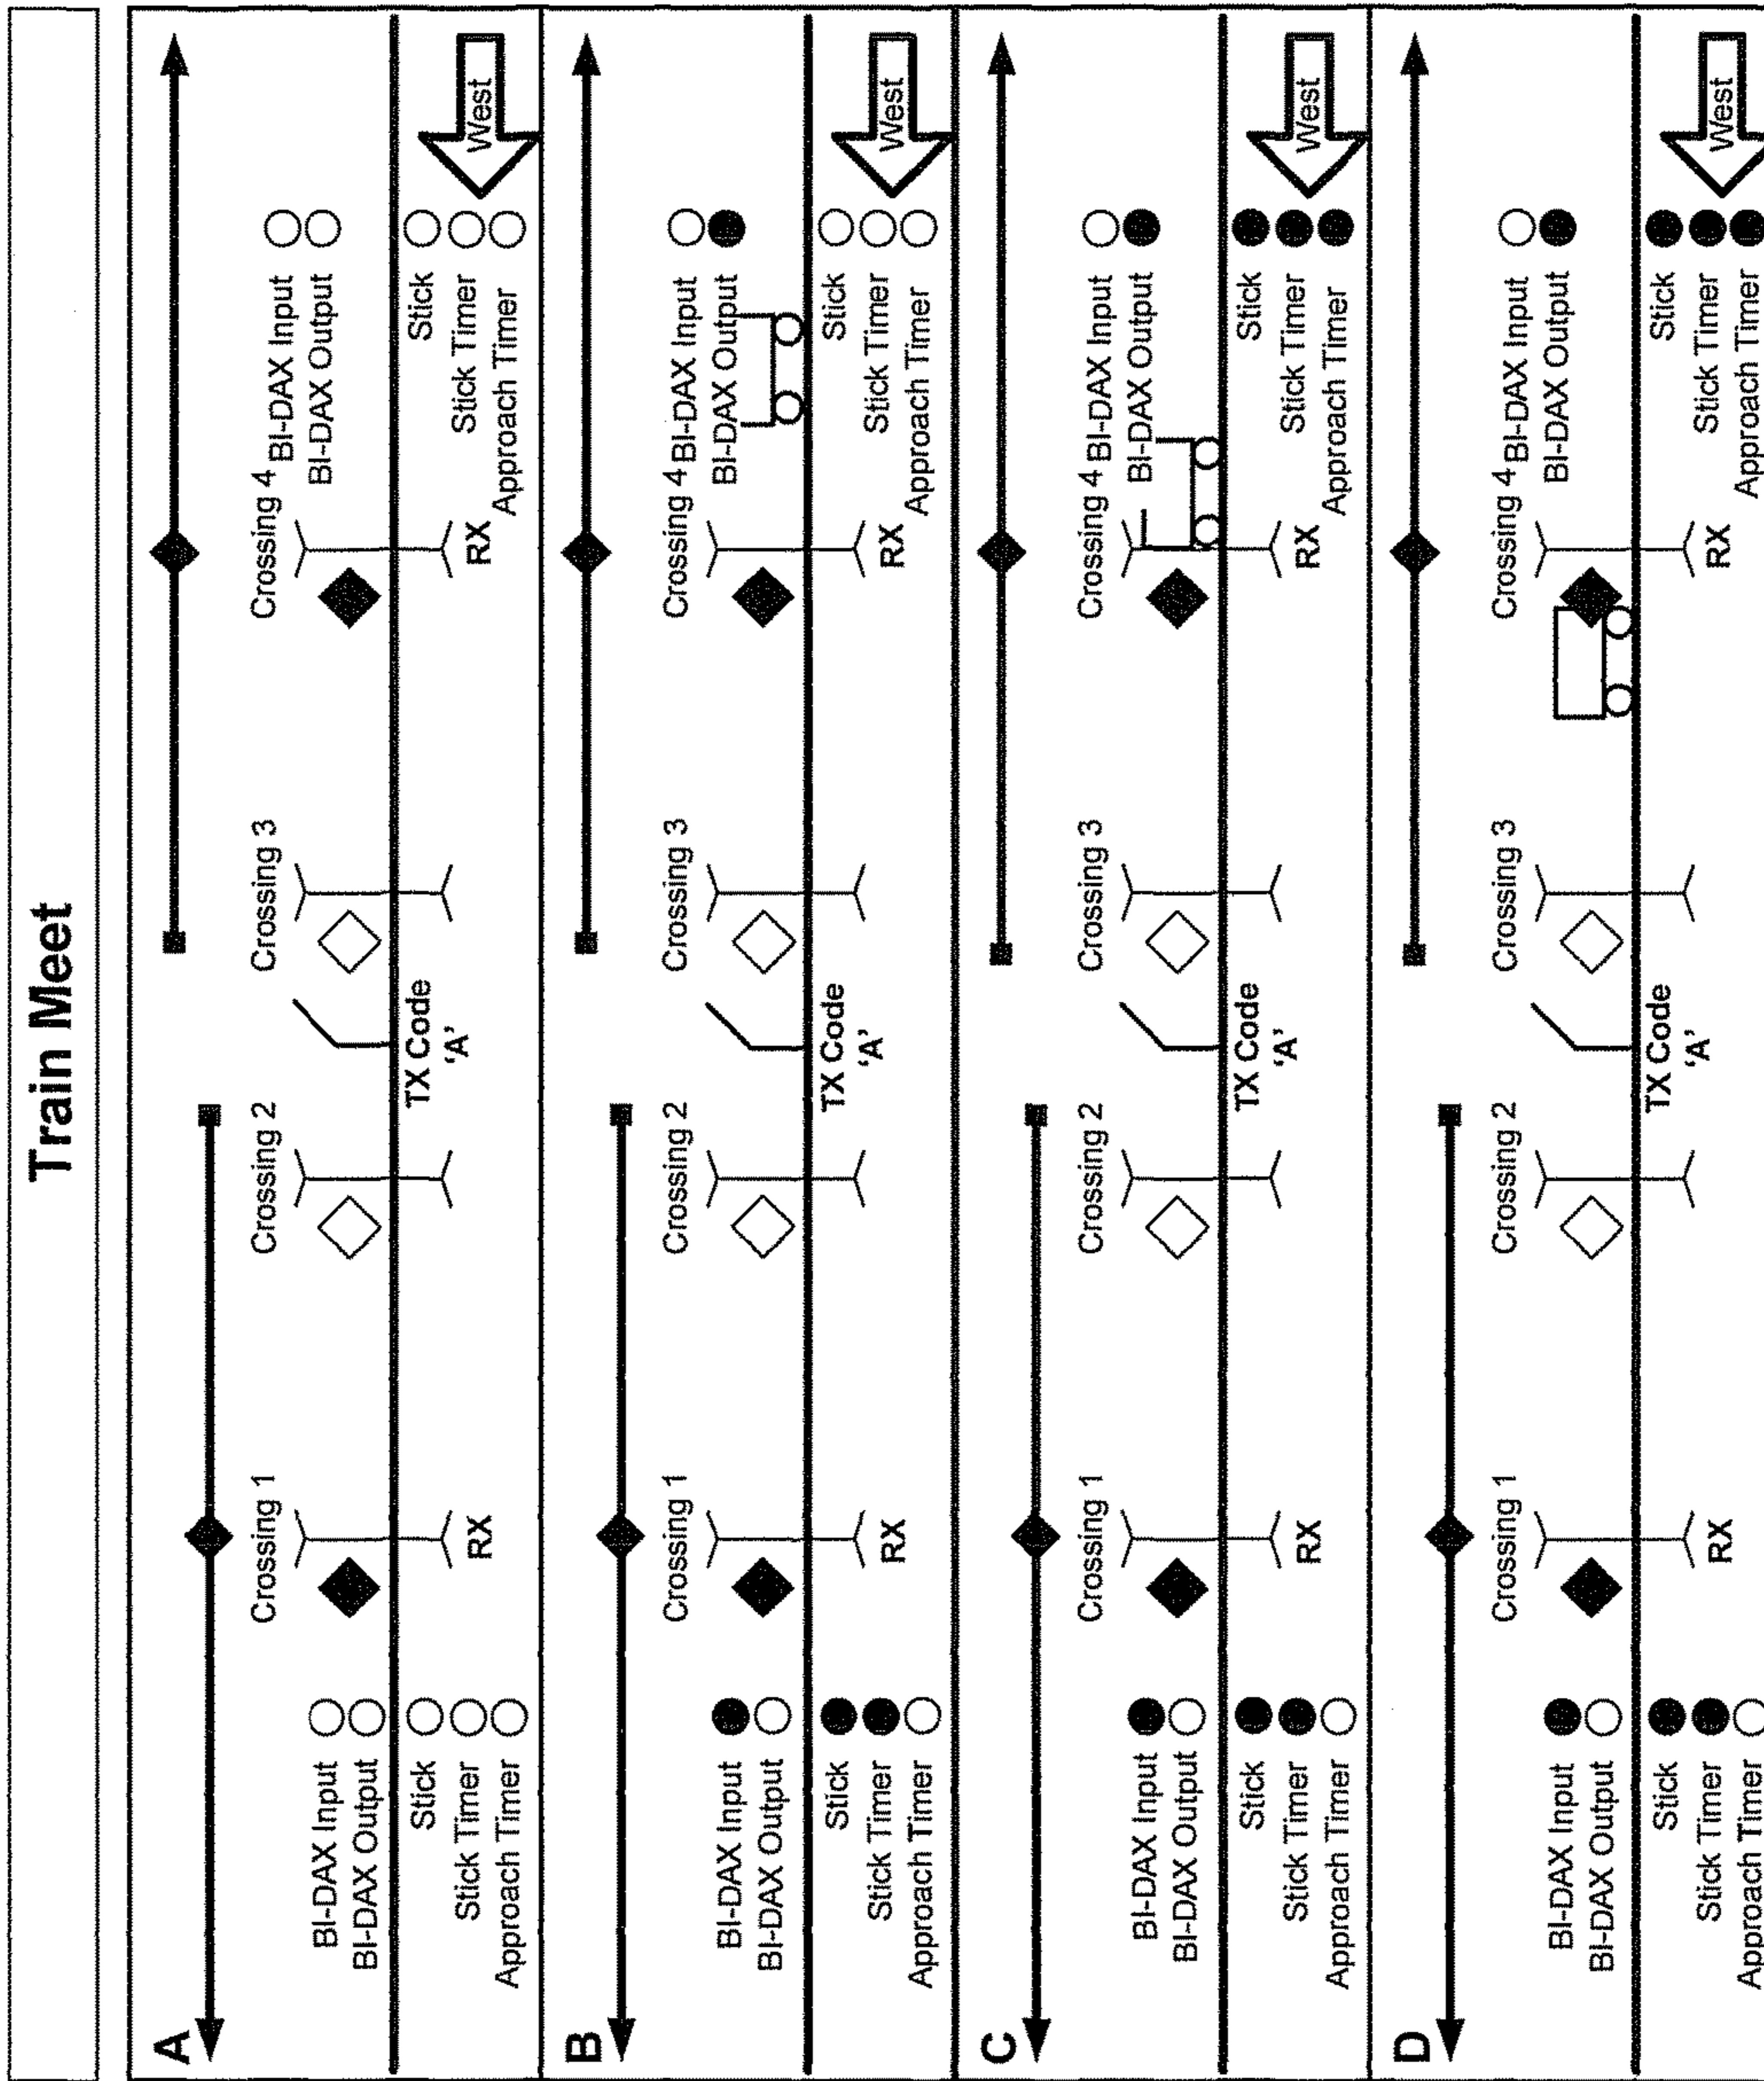 Train Meet
A
Crossing 1
Crossing 2
Crossing 3
Crossing 4
BI-DAX Input
BI-DAX Output
BI-DAX Input
BI-DAX Output
Stick
Stick Timer
Approach Timer
RX
TX Code
'A'
RX
Stick
Stick Timer
Approach Timer
West
B
Crossing 1
Crossing 2
Crossing 3
Crossing 4
BI-DAX Input
BI-DAX Output
BI-DAX Input
BI-DAX Output
Stick
Stick Timer
Approach Timer
RX
TX Code
'A'
RX
Stick
Stick Timer
Approach Timer
West
C
Crossing 1
Crossing 2
Crossing 3
Crossing 4
BI-DAX Input
BI-DAX Output
BI-DAX Input
BI-DAX Output
Stick
Stick Timer
Approach Timer
RX
TX Code
'A'
RX
Stick
Stick Timer
Approach Timer
West
D
Crossing 1
Crossing 2
Crossing 3
Crossing 4
BI-DAX Input
BI-DAX Output
BI-DAX Input
BI-DAX Output
Stick
Stick Timer
Approach Timer
RX
TX Code
'A'
RX
Stick
Stick Timer
Approach Timer
West